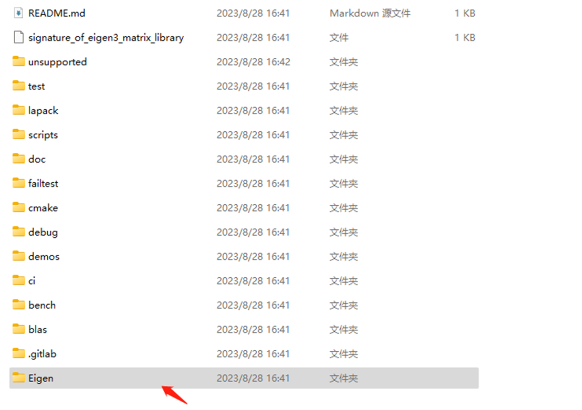 README.md 2023/8/28 16:41 Markdown 源文件 1 KB
signature_of_eigen3_matrix_library 2023/8/28 16:41 文件 1 KB
unsupported 2023/8/28 16:42 文件夹
test 2023/8/28 16:41 文件夹
lapack 2023/8/28 16:41 文件夹
scripts 2023/8/28 16:41 文件夹
doc 2023/8/28 16:41 文件夹
failtest 2023/8/28 16:41 文件夹
cmake 2023/8/28 16:41 文件夹
debug 2023/8/28 16:41 文件夹
demos 2023/8/28 16:41 文件夹
ci 2023/8/28 16:41 文件夹
bench 2023/8/28 16:41 文件夹
blas 2023/8/28 16:41 文件夹
.gitlab 2023/8/28 16:41 文件夹
Eigen 2023/8/28 16:41 文件夹